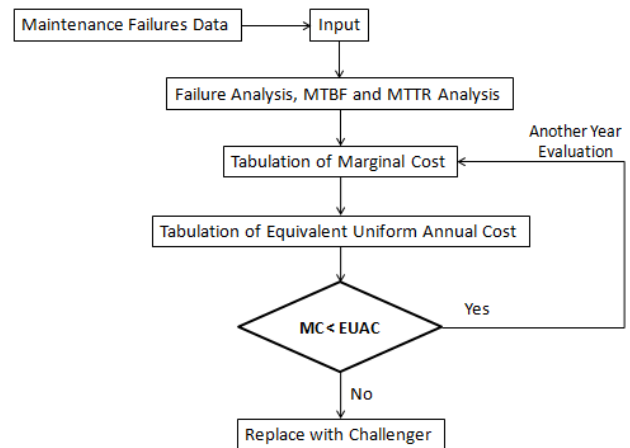 Maintenance Failures Data
Input
Failure Analysis, MTBF and MTTR Analysis
Another Year
Evaluation
Tabulation of Marginal Cost
Tabulation of Equivalent Uniform Annual Cost
MC < EUAC
Yes
No
Replace with Challenger